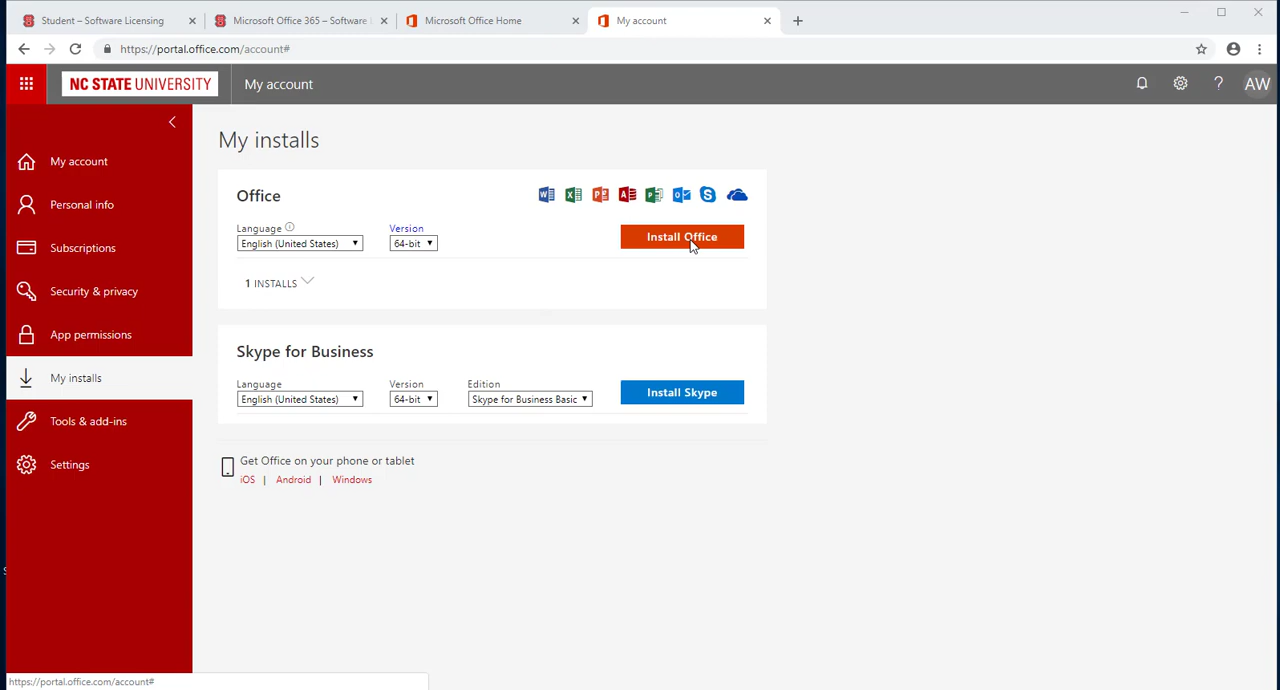 Student – Software Licensing
Microsoft Office 365 – Software
Microsoft Office Home
My account
https://portal.office.com/account#
NC STATE UNIVERSITY
My account
AW
My account
Personal info
Subscriptions
Security & privacy
App permissions
My installs
Tools & add-ins
Settings
My installs
Office
Language
Version
English (United States)
64-bit
Install Office
1 INSTALLS
Skype for Business
Language
Version
Edition
English (United States)
64-bit
Skype for Business Basic
Install Skype
Get Office on your phone or tablet
iOS | Android | Windows
https://portal.office.com/account#